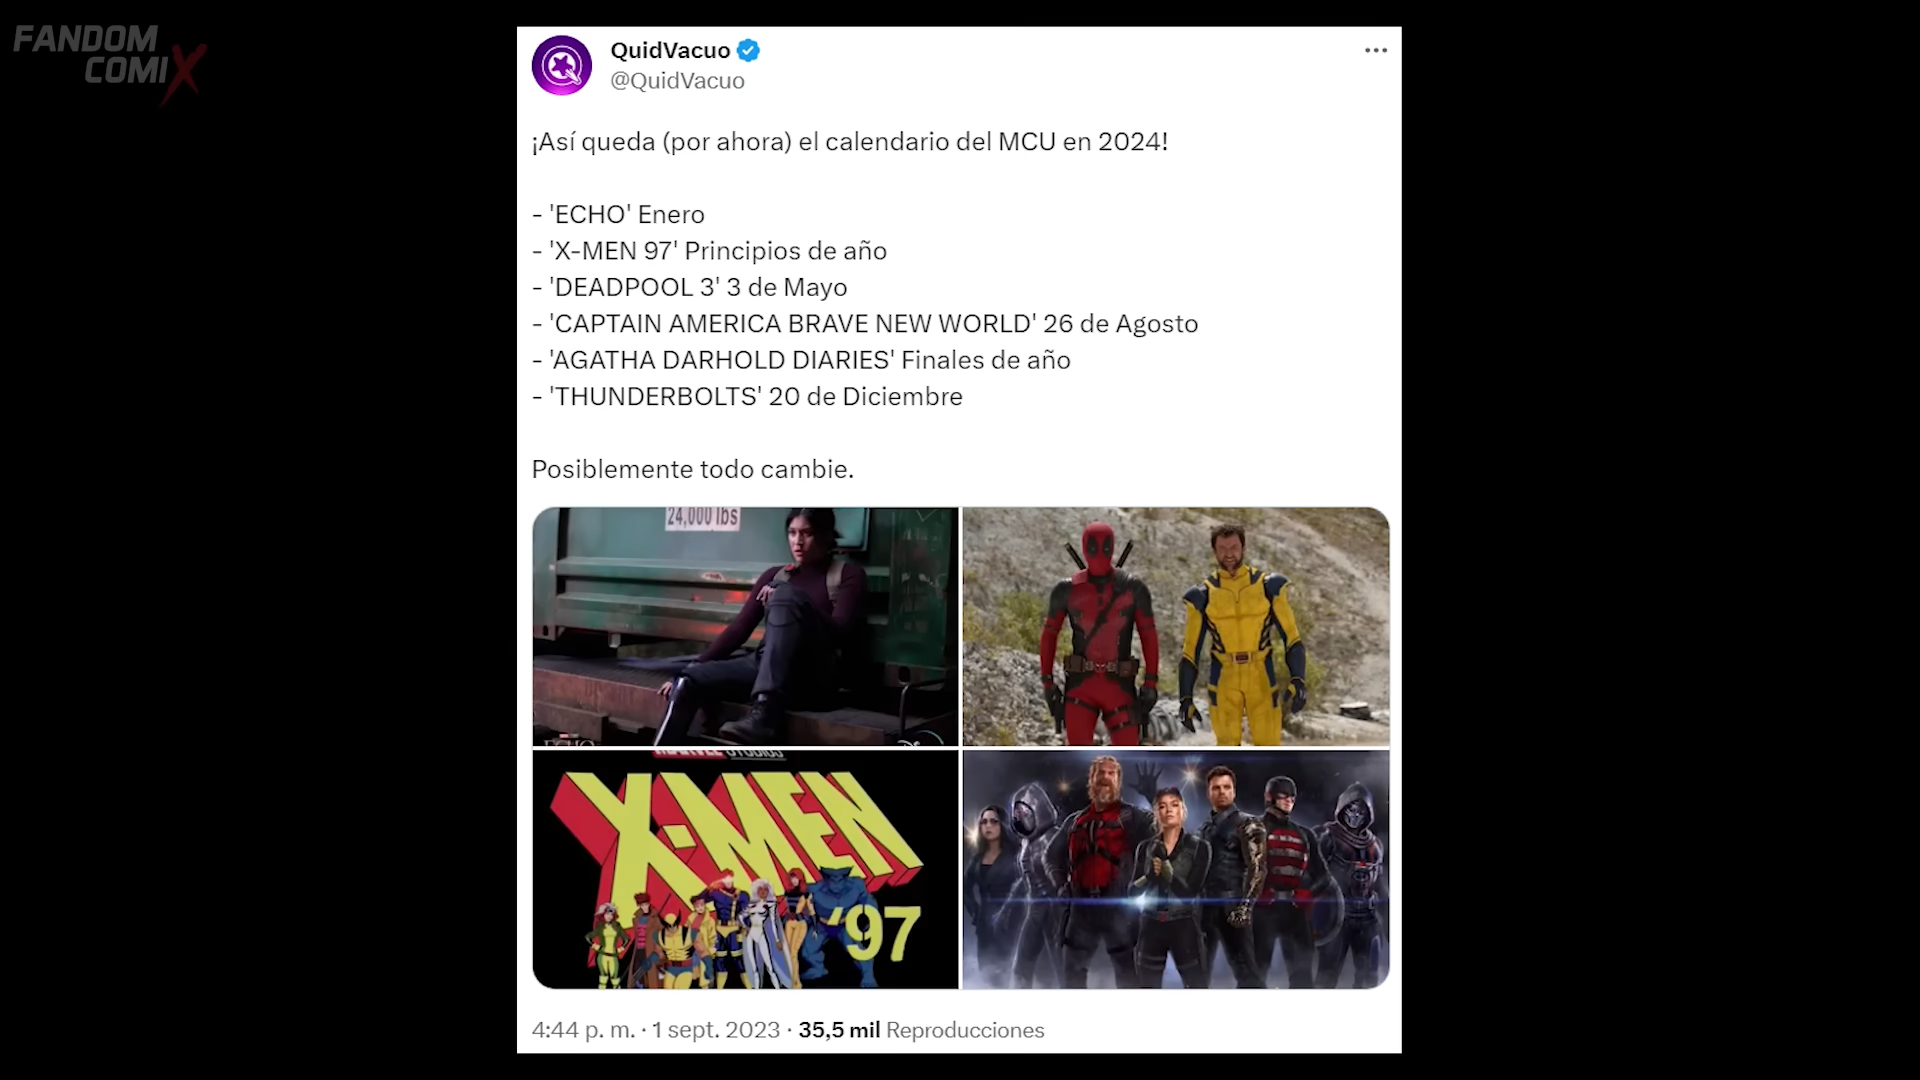 FANDOM
COMIX
QuidVacuo
@QuidVacuo
¡Así queda (por ahora) el calendario del MCU en 2024!
- 'ECHO' Enero
- 'X-MEN 97' Principios de año
- 'DEADPOOL 3' 3 de Mayo
- 'CAPTAIN AMERICA BRAVE NEW WORLD' 26 de Agosto
- 'AGATHA DARHOLD DIARIES' Finales de año
- 'THUNDERBOLTS' 20 de Diciembre
Posiblemente todo cambie.
24,000 lbs
ECHO
MARVEL STUDIOS
X-MEN
'97
4:44 p. m. · 1 sept. 2023 · 35,5 mil Reproducciones